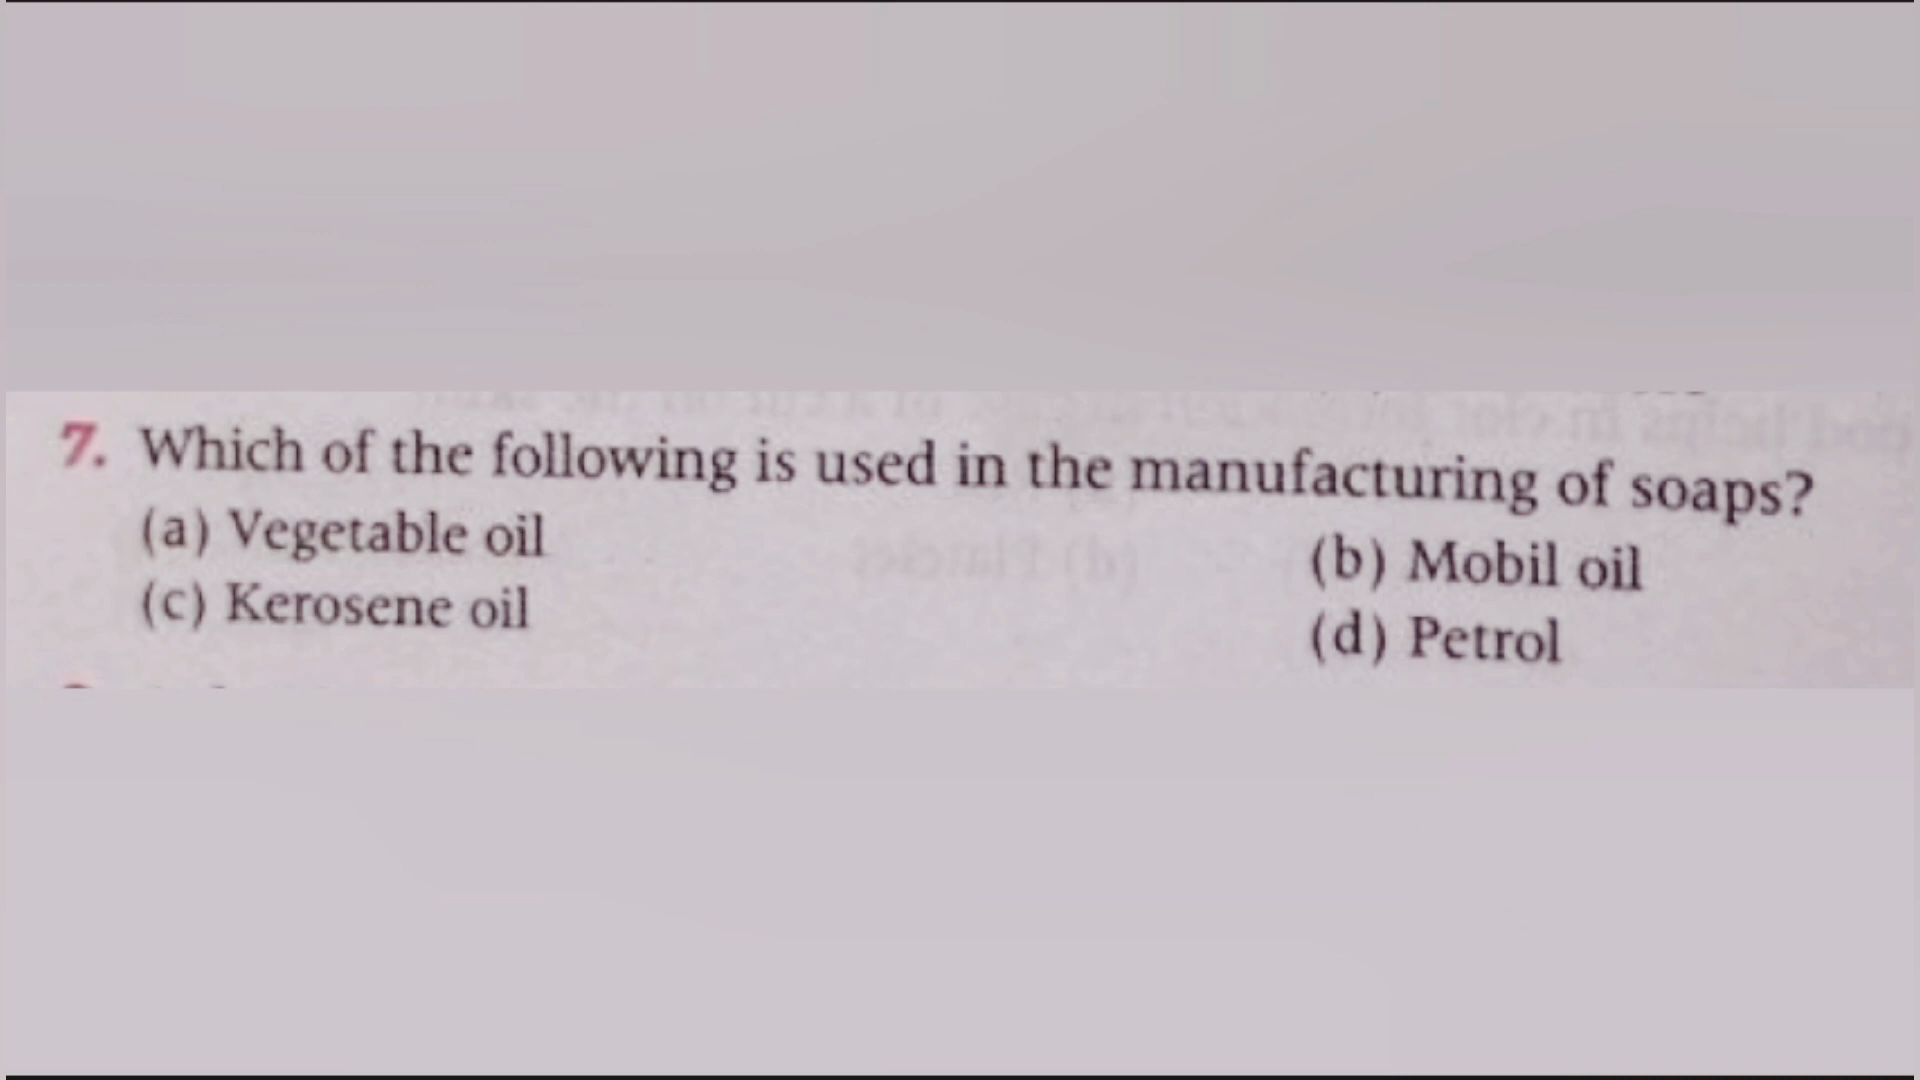 7. Which of the following is used in the manufacturing of soaps?
(a) Vegetable oil
(b) Mobil oil
(c) Kerosene oil
(d) Petrol